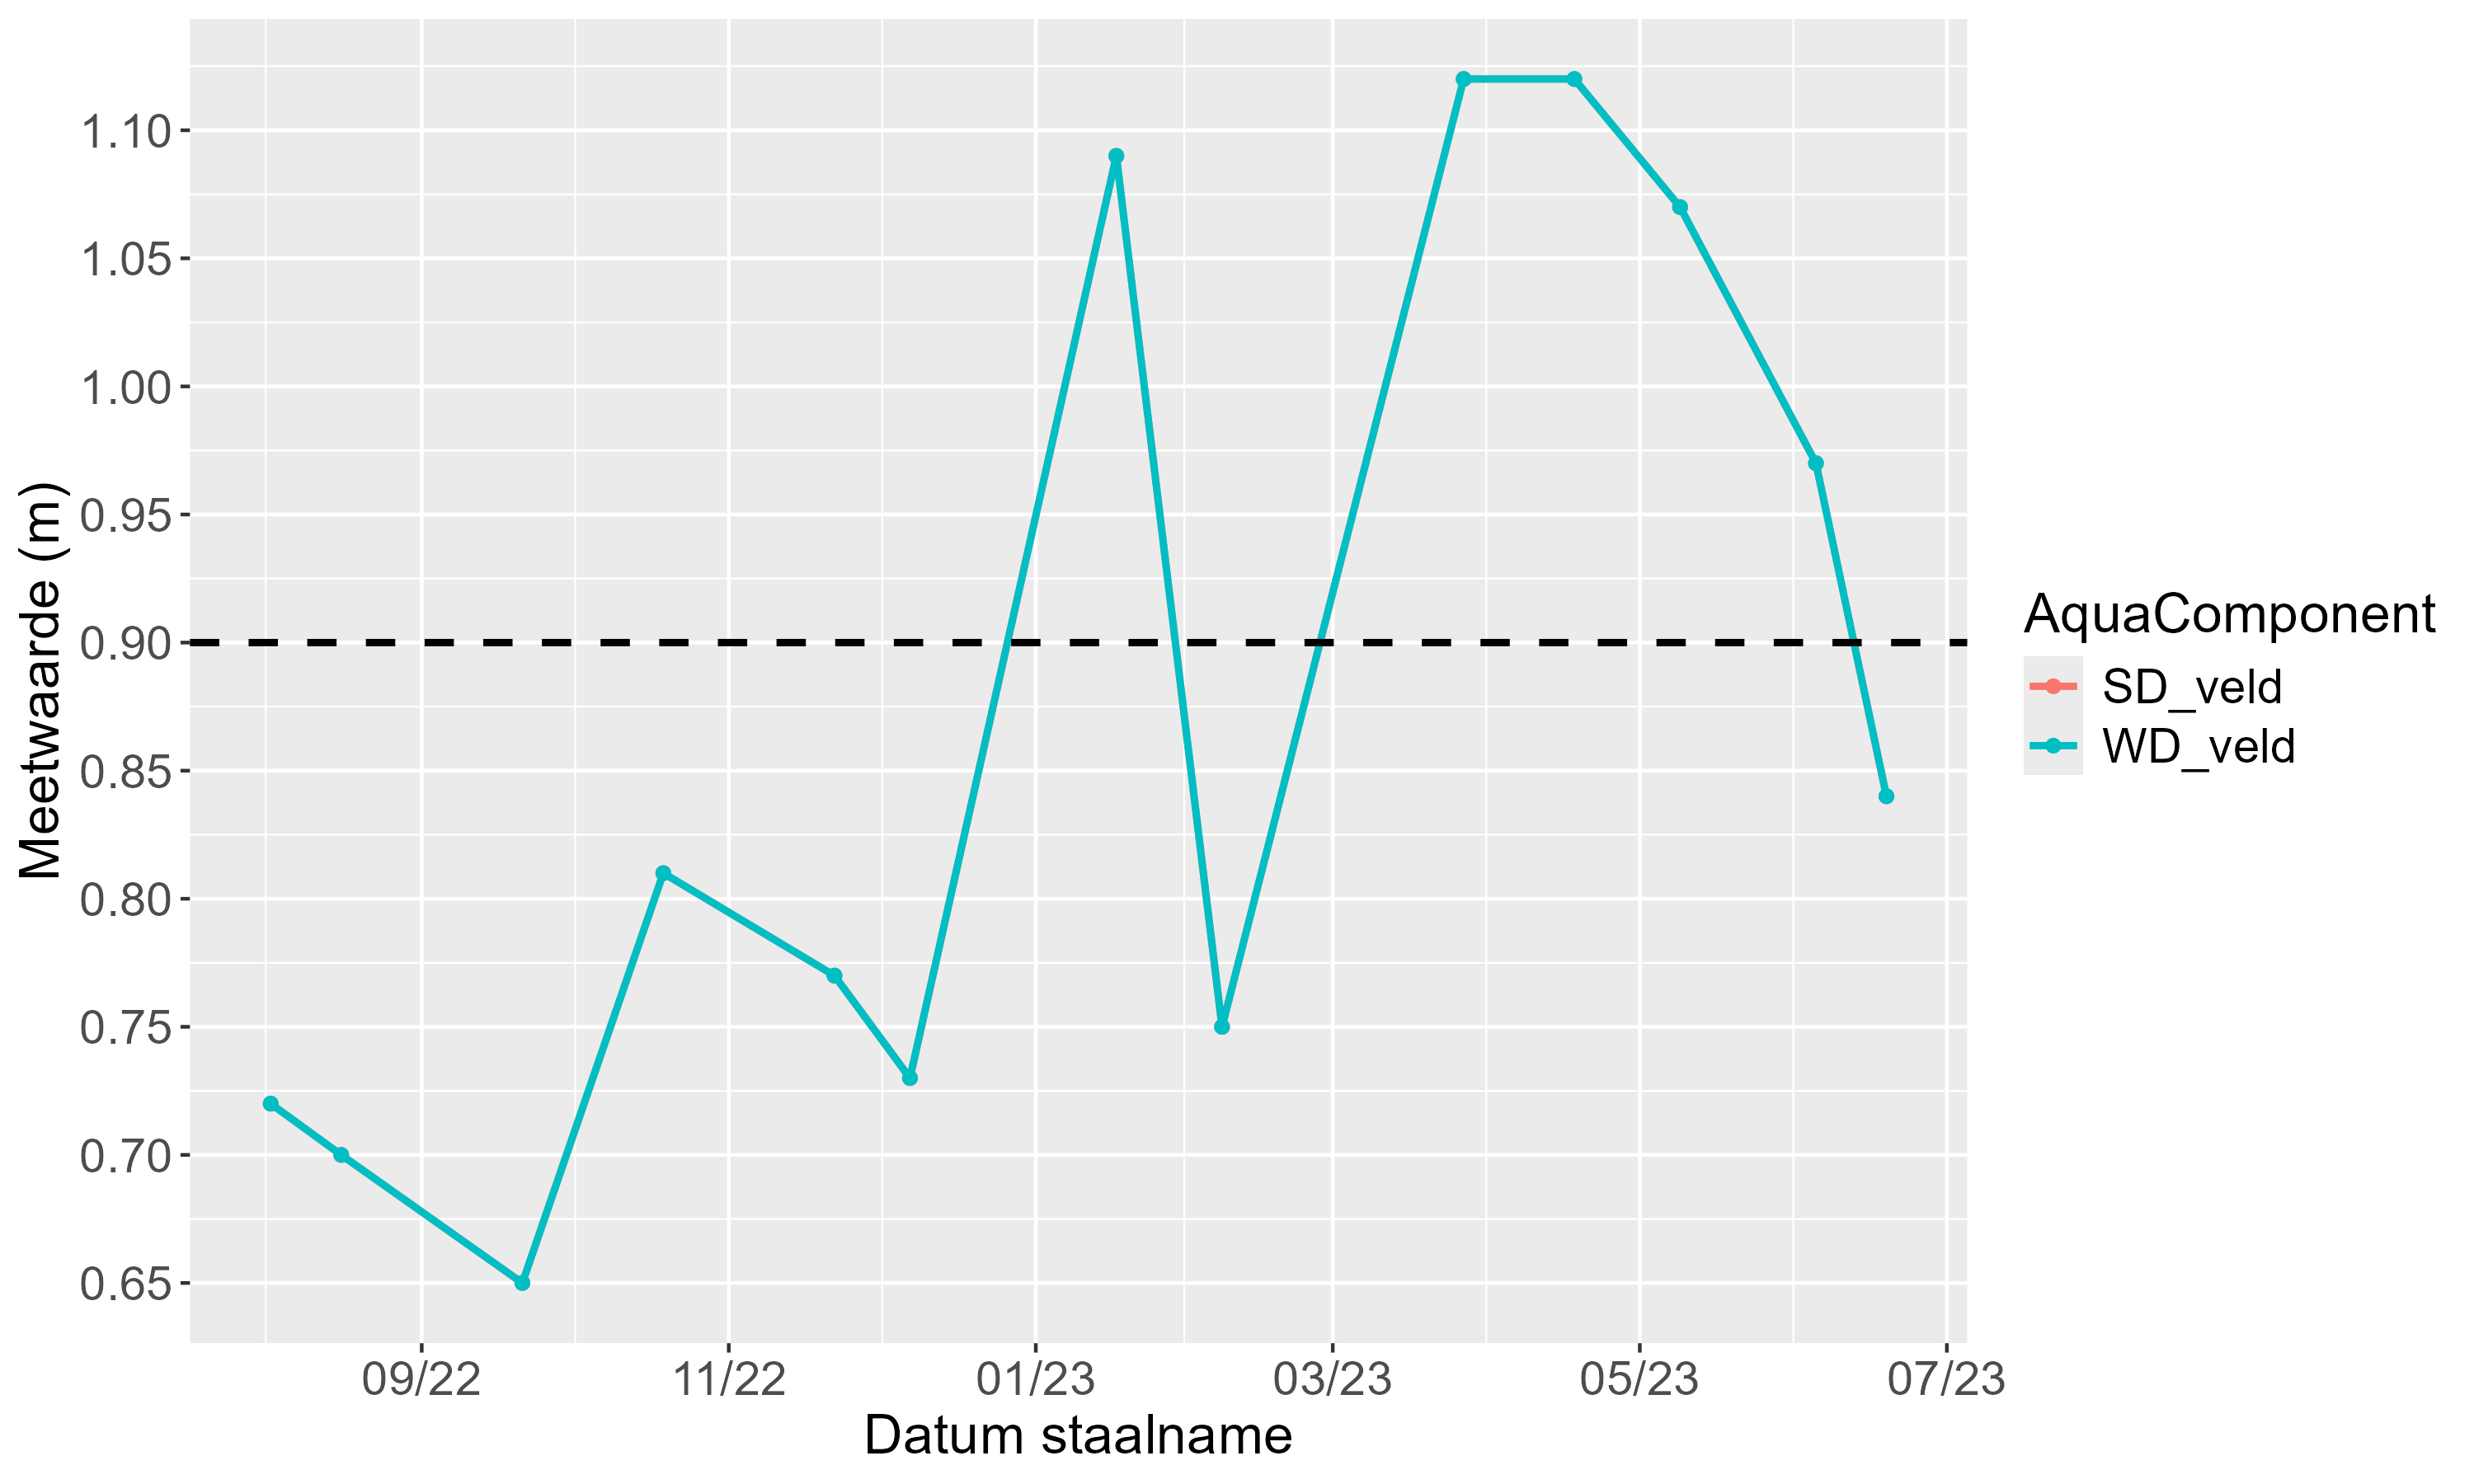 Meetwaarde (m)
1.10
1.05
1.00
0.95
0.90
0.85
0.80
0.75
0.70
0.65
09/22 11/22 01/23 03/23 05/23 07/23
Datum staalname
AquaComponent
SD_veld
WD_veld